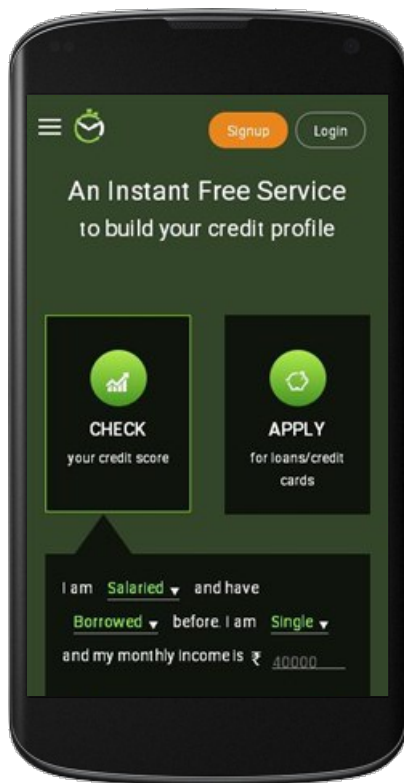 Signup Login
An Instant Free Service
to build your credit profile
CHECK
your credit score
APPLY
for loans/credit
cards
I am Salaried and have
Borrowed before. I am Single
and my monthly income is ₹ 40000